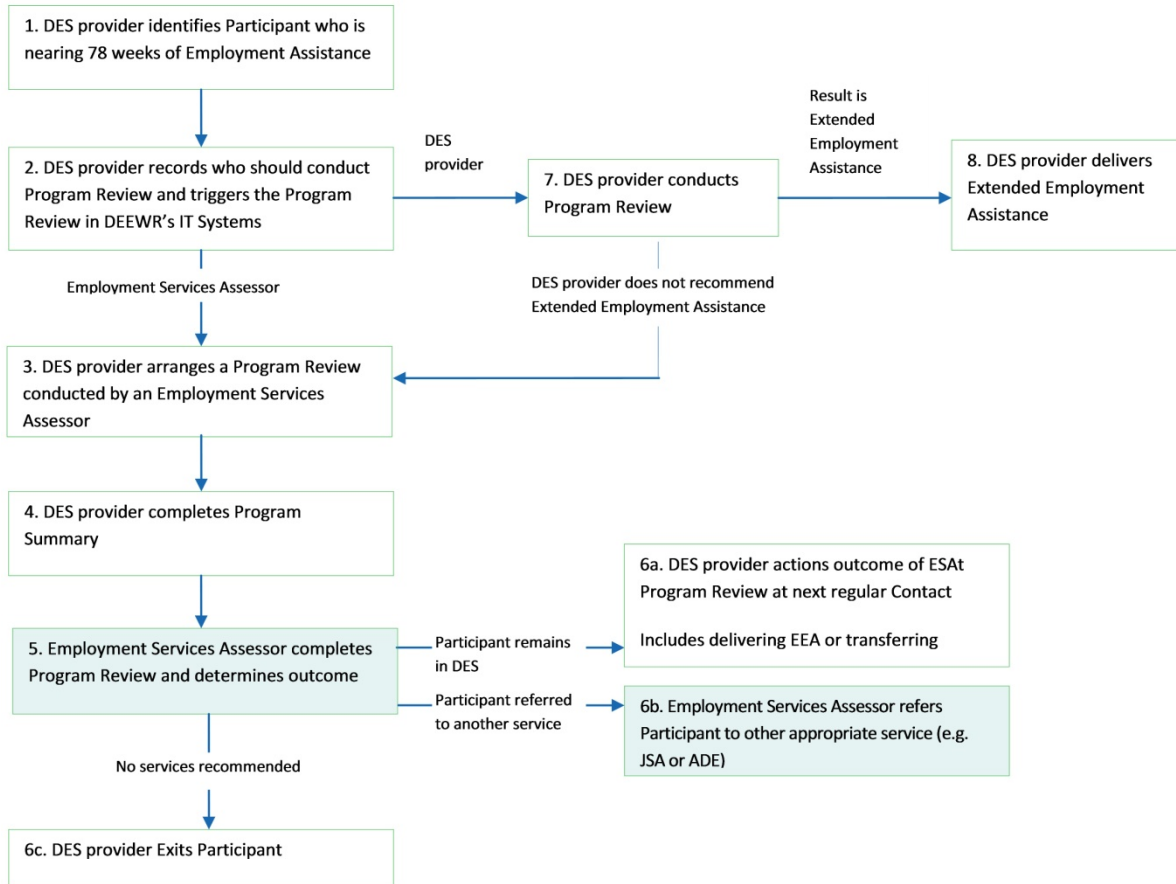 1. DES provider identifies Participant who is
nearing 78 weeks of Employment Assistance
2. DES provider records who should conduct
Program Review and triggers the Program
Review in DEEWR's IT Systems
DES
provider
7. DES provider conducts
Program Review
Result is
Extended
Employment
Assistance
8. DES provider delivers
Extended Employment
Assistance
Employment Services Assessor
DES provider does not recommend
Extended Employment Assistance
3. DES provider arranges a Program Review
conducted by an Employment Services
Assessor
4. DES provider completes Program
Summary
5. Employment Services Assessor completes
Program Review and determines outcome
Participant remains
in DES
6a. DES provider actions outcome of ESAt
Program Review at next regular Contact
Includes delivering EEA or transferring
Participant referred
to another service
6b. Employment Services Assessor refers
Participant to other appropriate service (e.g.
JSA or ADE)
No services recommended
6c. DES provider Exits Participant